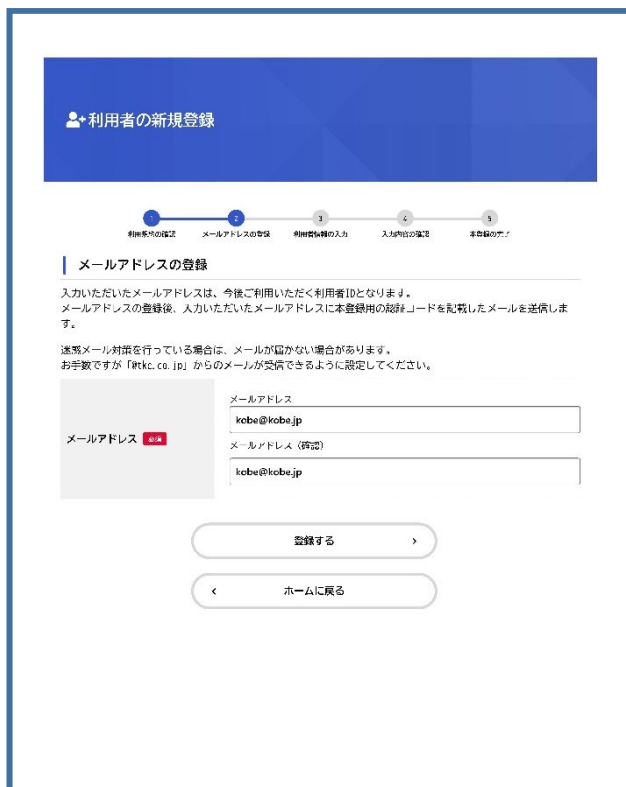 利用者の新規登録
1 2 3 4 5
利用規約の確認 メールアドレスの登録 利用者情報の入力 入力内容の確認 本登録の完了
メールアドレスの登録
入力いただいたメールアドレスは、今後ご利用いただく利用者IDとなります。
メールアドレスの登録後、入力いただいたメールアドレスに本登録用の認証コードを記載したメールを送信しま
す。
迷惑メール対策を行っている場合は、メールが届かない場合があります。
お手数ですが「@tkc.co.jp」からのメールが受信できるように設定してください。
メールアドレス
kobe@kobe.jp
メールアドレス 必須
メールアドレス（確認）
kobe@kobe.jp
登録する
ホームに戻る